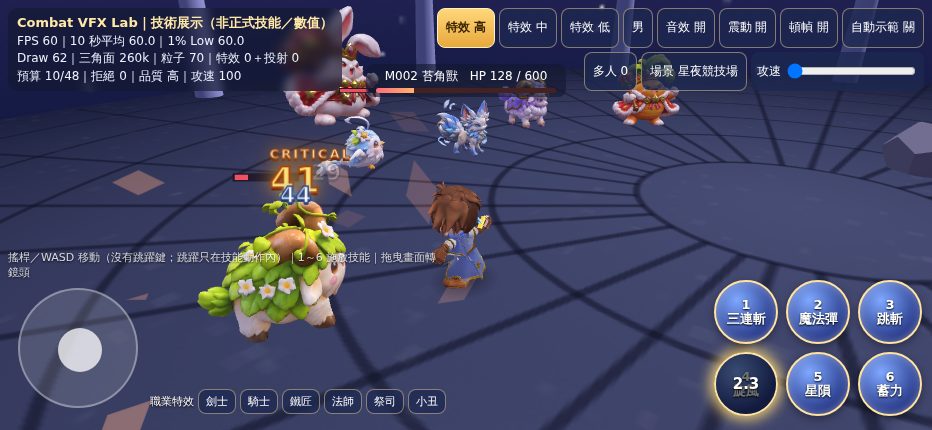 Combat VFX Lab｜技術展示（非正式技能／數值）
FPS 60｜10 秒平均 60.0｜1% Low 60.0
Draw 62｜三角面 260k｜粒子 70｜特效 0＋投射 0
預算 10/48｜拒絕 0｜品質 高｜攻速 100
特效 高
特效 中
特效 低
男
音效 開
震動 開
頓幀 開
自動示範 關
多人 0
場景 星夜競技場
攻速
M002 苔角獸 HP 128 / 600
CRITICAL
41
29
44
搖桿／WASD 移動（沒有跳躍鍵；跳躍只在技能動作內）｜1～6 施放技能｜拖曳畫面轉
鏡頭
1
三連斬
2
魔法彈
3
跳斬
4
2.3
旋風
5
星隕
6
蓄力
職業特效
劍士
騎士
鐵匠
法師
祭司
小丑